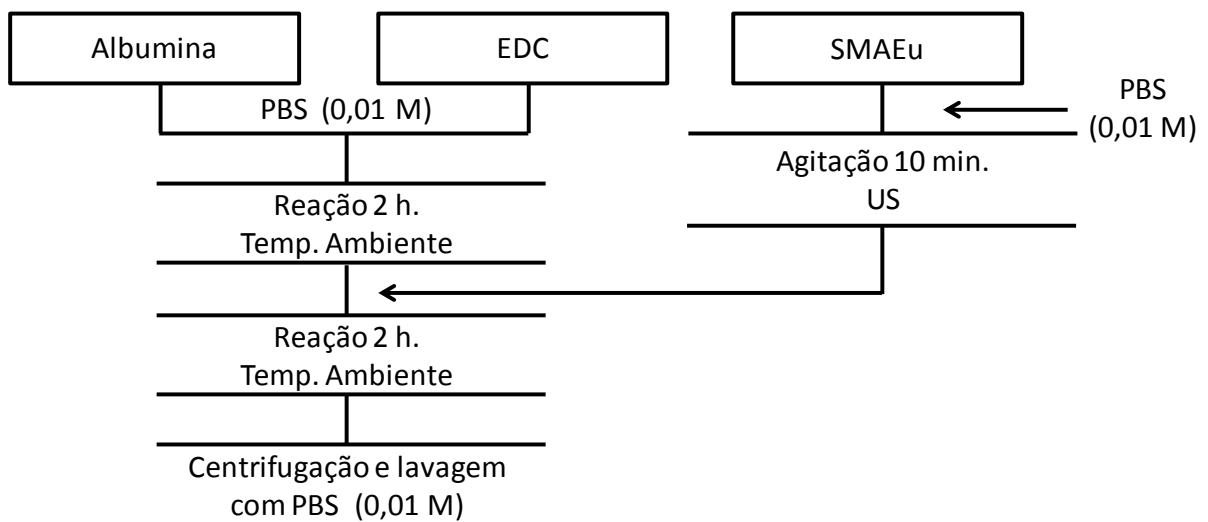 Albumina
EDC
SMAEu
PBS (0,01 M)
PBS
(0,01 M)
Agitação 10 min.
US
Reação 2 h.
Temp. Ambiente
Reação 2 h.
Temp. Ambiente
Centrifugação e lavagem
com PBS (0,01 M)